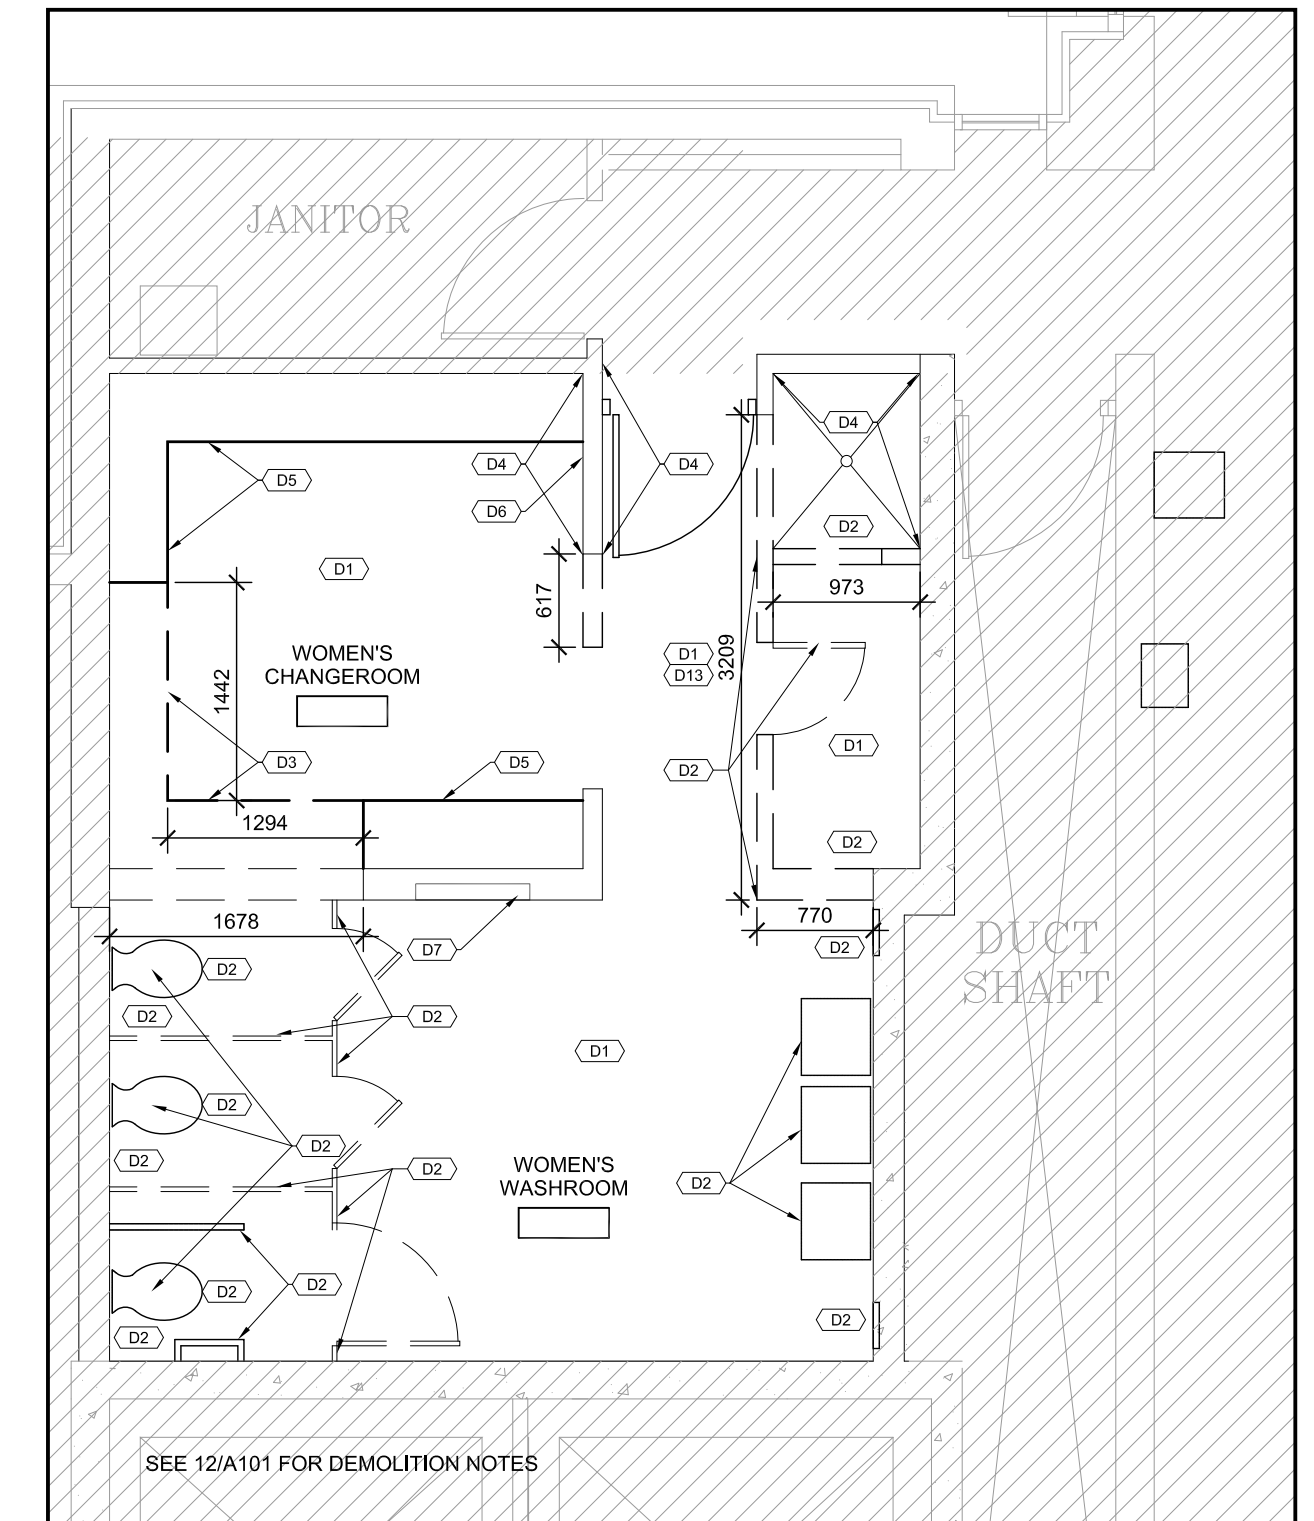 JANITOR
D4
D4
D4
D5
D6
D2
D1
617
973
WOMEN'S
CHANGEROOM
D1
D13
3209
1442
D1
D3
D5
D2
1294
D2
1678
770
D7
D2
DUCT
SHAFT
D2
D2
D2
D1
D2
D2
D2
D2
WOMEN'S
WASHROOM
D2
D2
D2
D2
D2
D2
SEE 12/A101 FOR DEMOLITION NOTES